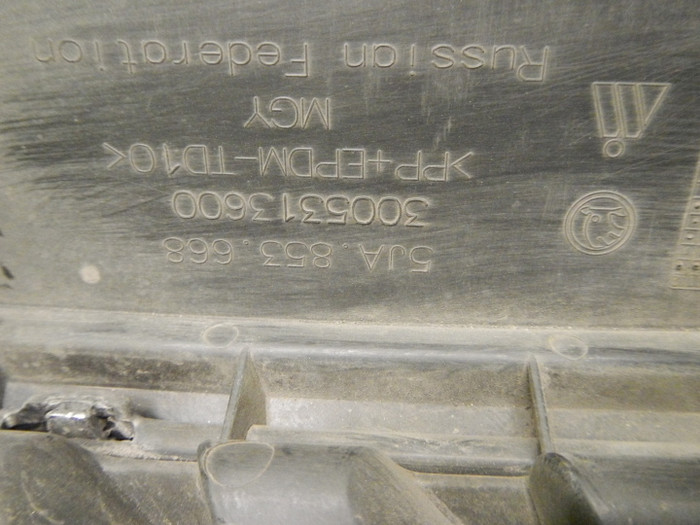 5JA.853.668
3005313600
>PP+EPDM-TD10<
MGY
Russian Federation